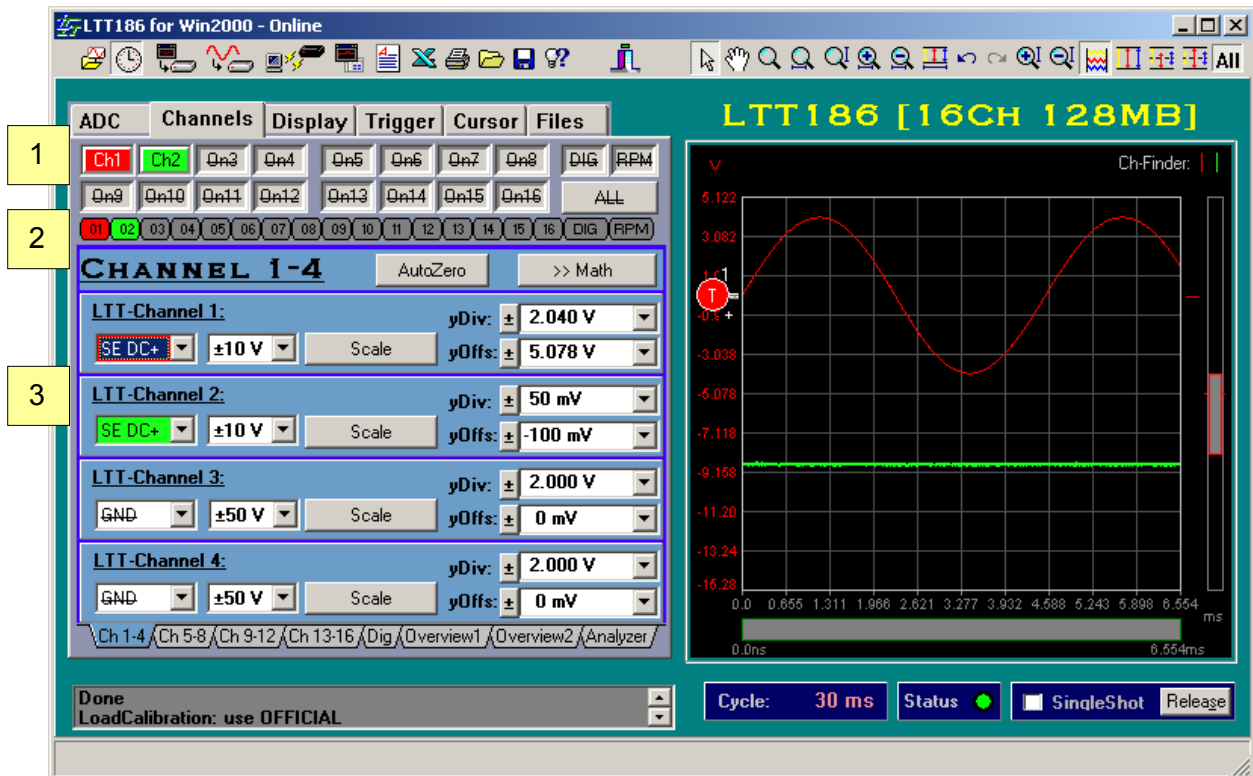 LTT186 for Win2000 - Online
All
ADC Channels Display Trigger Cursor Files
LTT186 [16CH 128MB]
1
Ch1 Ch2 On3 On4 On5 On6 On7 On8 DIG RPM
On9 On10 On11 On12 On13 On14 On15 On16 ALL
2
01 02 03 04 05 06 07 08 09 10 11 12 13 14 15 16 DIG RPM
CHANNEL 1-4 AutoZero >> Math
LTT-Channel 1:
yDiv: ± 2.040 V
SE DC+ ±10 V Scale
yOffs: ± 5.078 V
3
LTT-Channel 2:
yDiv: ± 50 mV
SE DC+ ±10 V Scale
yOffs: ± -100 mV
LTT-Channel 3:
yDiv: ± 2.000 V
GND ±50 V Scale
yOffs: ± 0 mV
LTT-Channel 4:
yDiv: ± 2.000 V
GND ±50 V Scale
yOffs: ± 0 mV
Ch 1-4 Ch 5-8 Ch 9-12 Ch 13-16 Dig Overview1 Overview2 Analyzer
V
Ch-Finder:
5.122
3.082
1
T
-3.038
-5.078
-7.118
-9.158
-11.20
-13.24
-15.28
0.0 0.655 1.311 1.966 2.621 3.277 3.932 4.588 5.243 5.898 6.554
ms
0.0ns 6.554ms
Done
LoadCalibration: use OFFICIAL
Cycle: 30 ms Status SingleShot Release